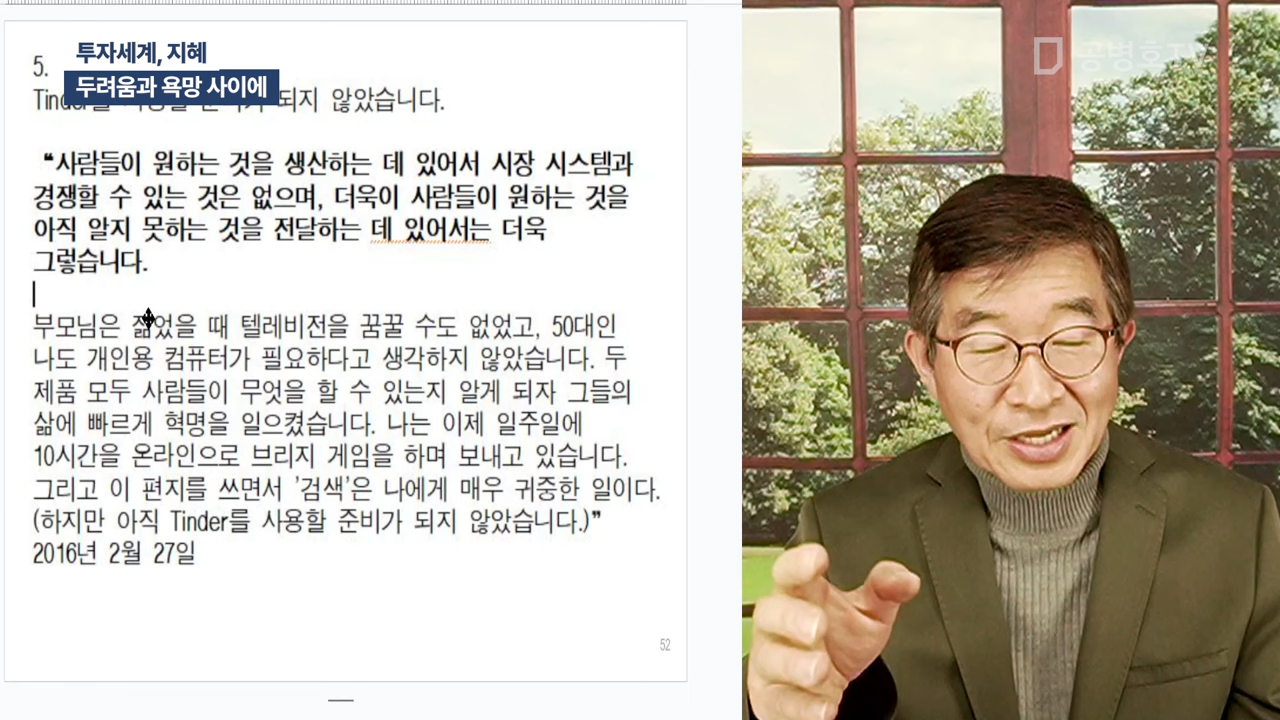 투자세계, 지혜
두려움과 욕망 사이에
5.
되지 않았습니다.
“사람들이 원하는 것을 생산하는 데 있어서 시장 시스템과
경쟁할 수 있는 것은 없으며, 더욱이 사람들이 원하는 것을
아직 알지 못하는 것을 전달하는 데 있어서는 더욱
그렇습니다.
부모님은 젊었을 때 텔레비전을 꿈꿀 수도 없었고, 50대인
나도 개인용 컴퓨터가 필요하다고 생각하지 않았습니다. 두
제품 모두 사람들이 무엇을 할 수 있는지 알게 되자 그들의
삶에 빠르게 혁명을 일으켰습니다. 나는 이제 일주일에
10시간을 온라인으로 브리지 게임을 하며 보내고 있습니다.
그리고 이 편지를 쓰면서 '검색'은 나에게 매우 귀중한 일이다.
(하지만 아직 Tinder를 사용할 준비가 되지 않았습니다.)”
2016년 2월 27일
52
공병호TV